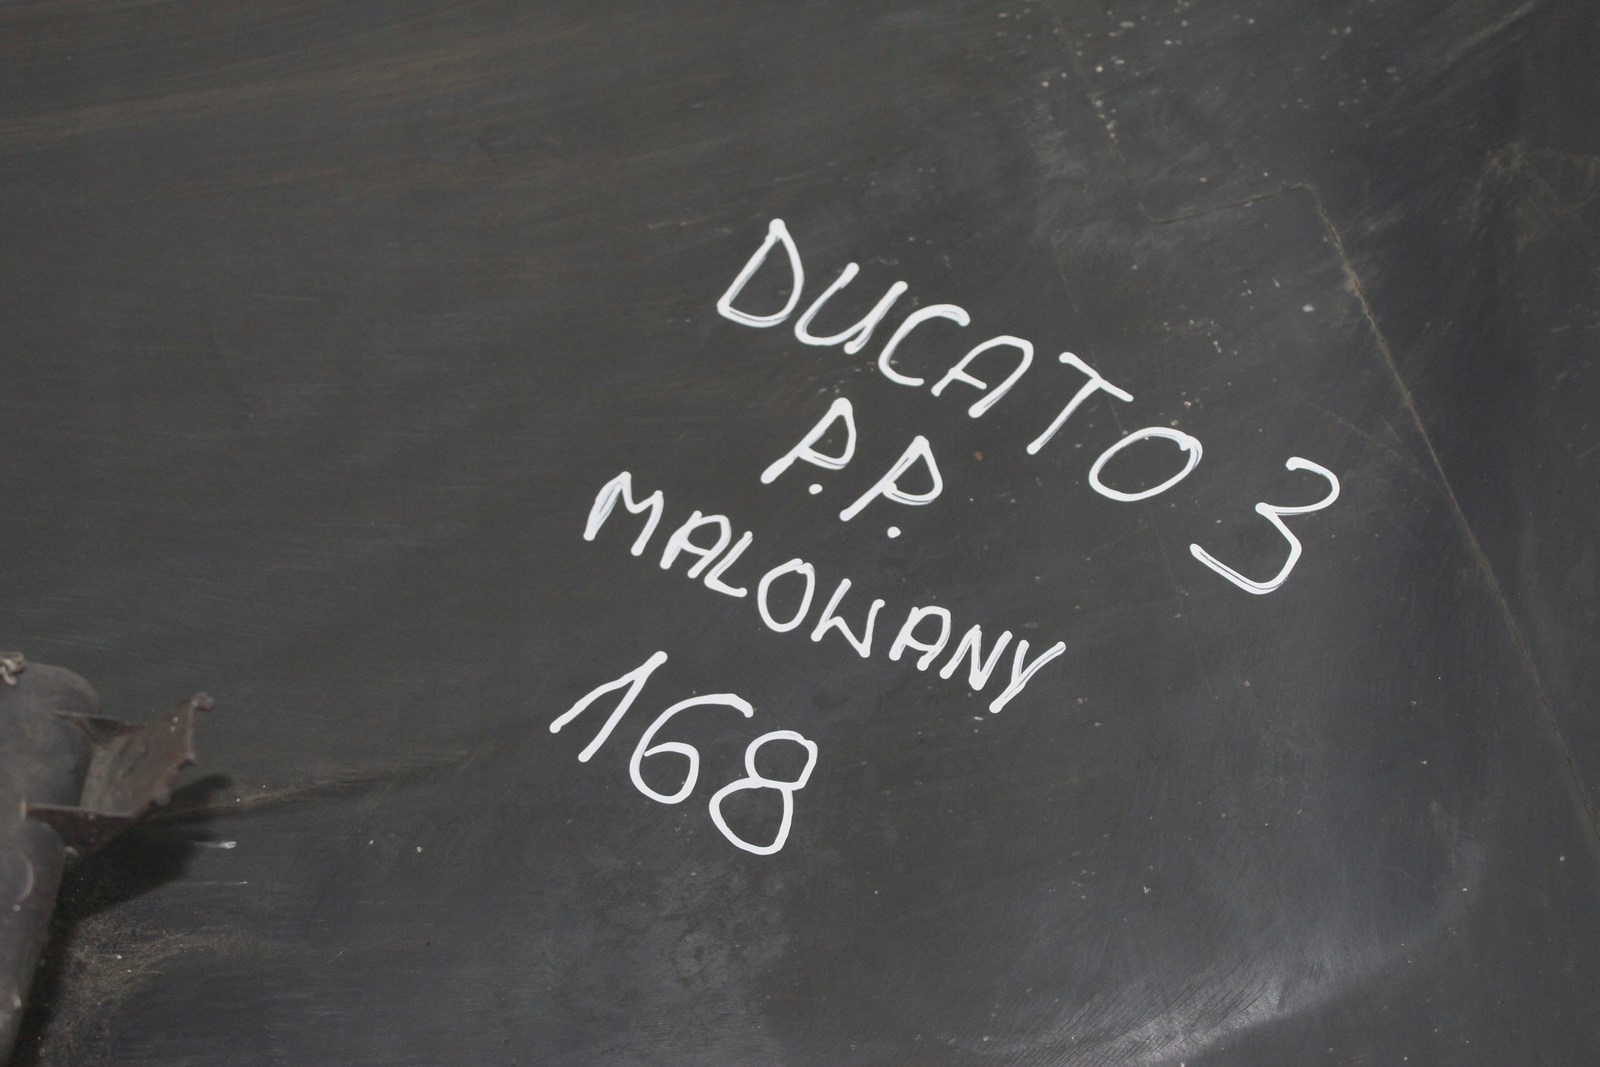 DUCATO 3
P.P.
MALOWANY
168